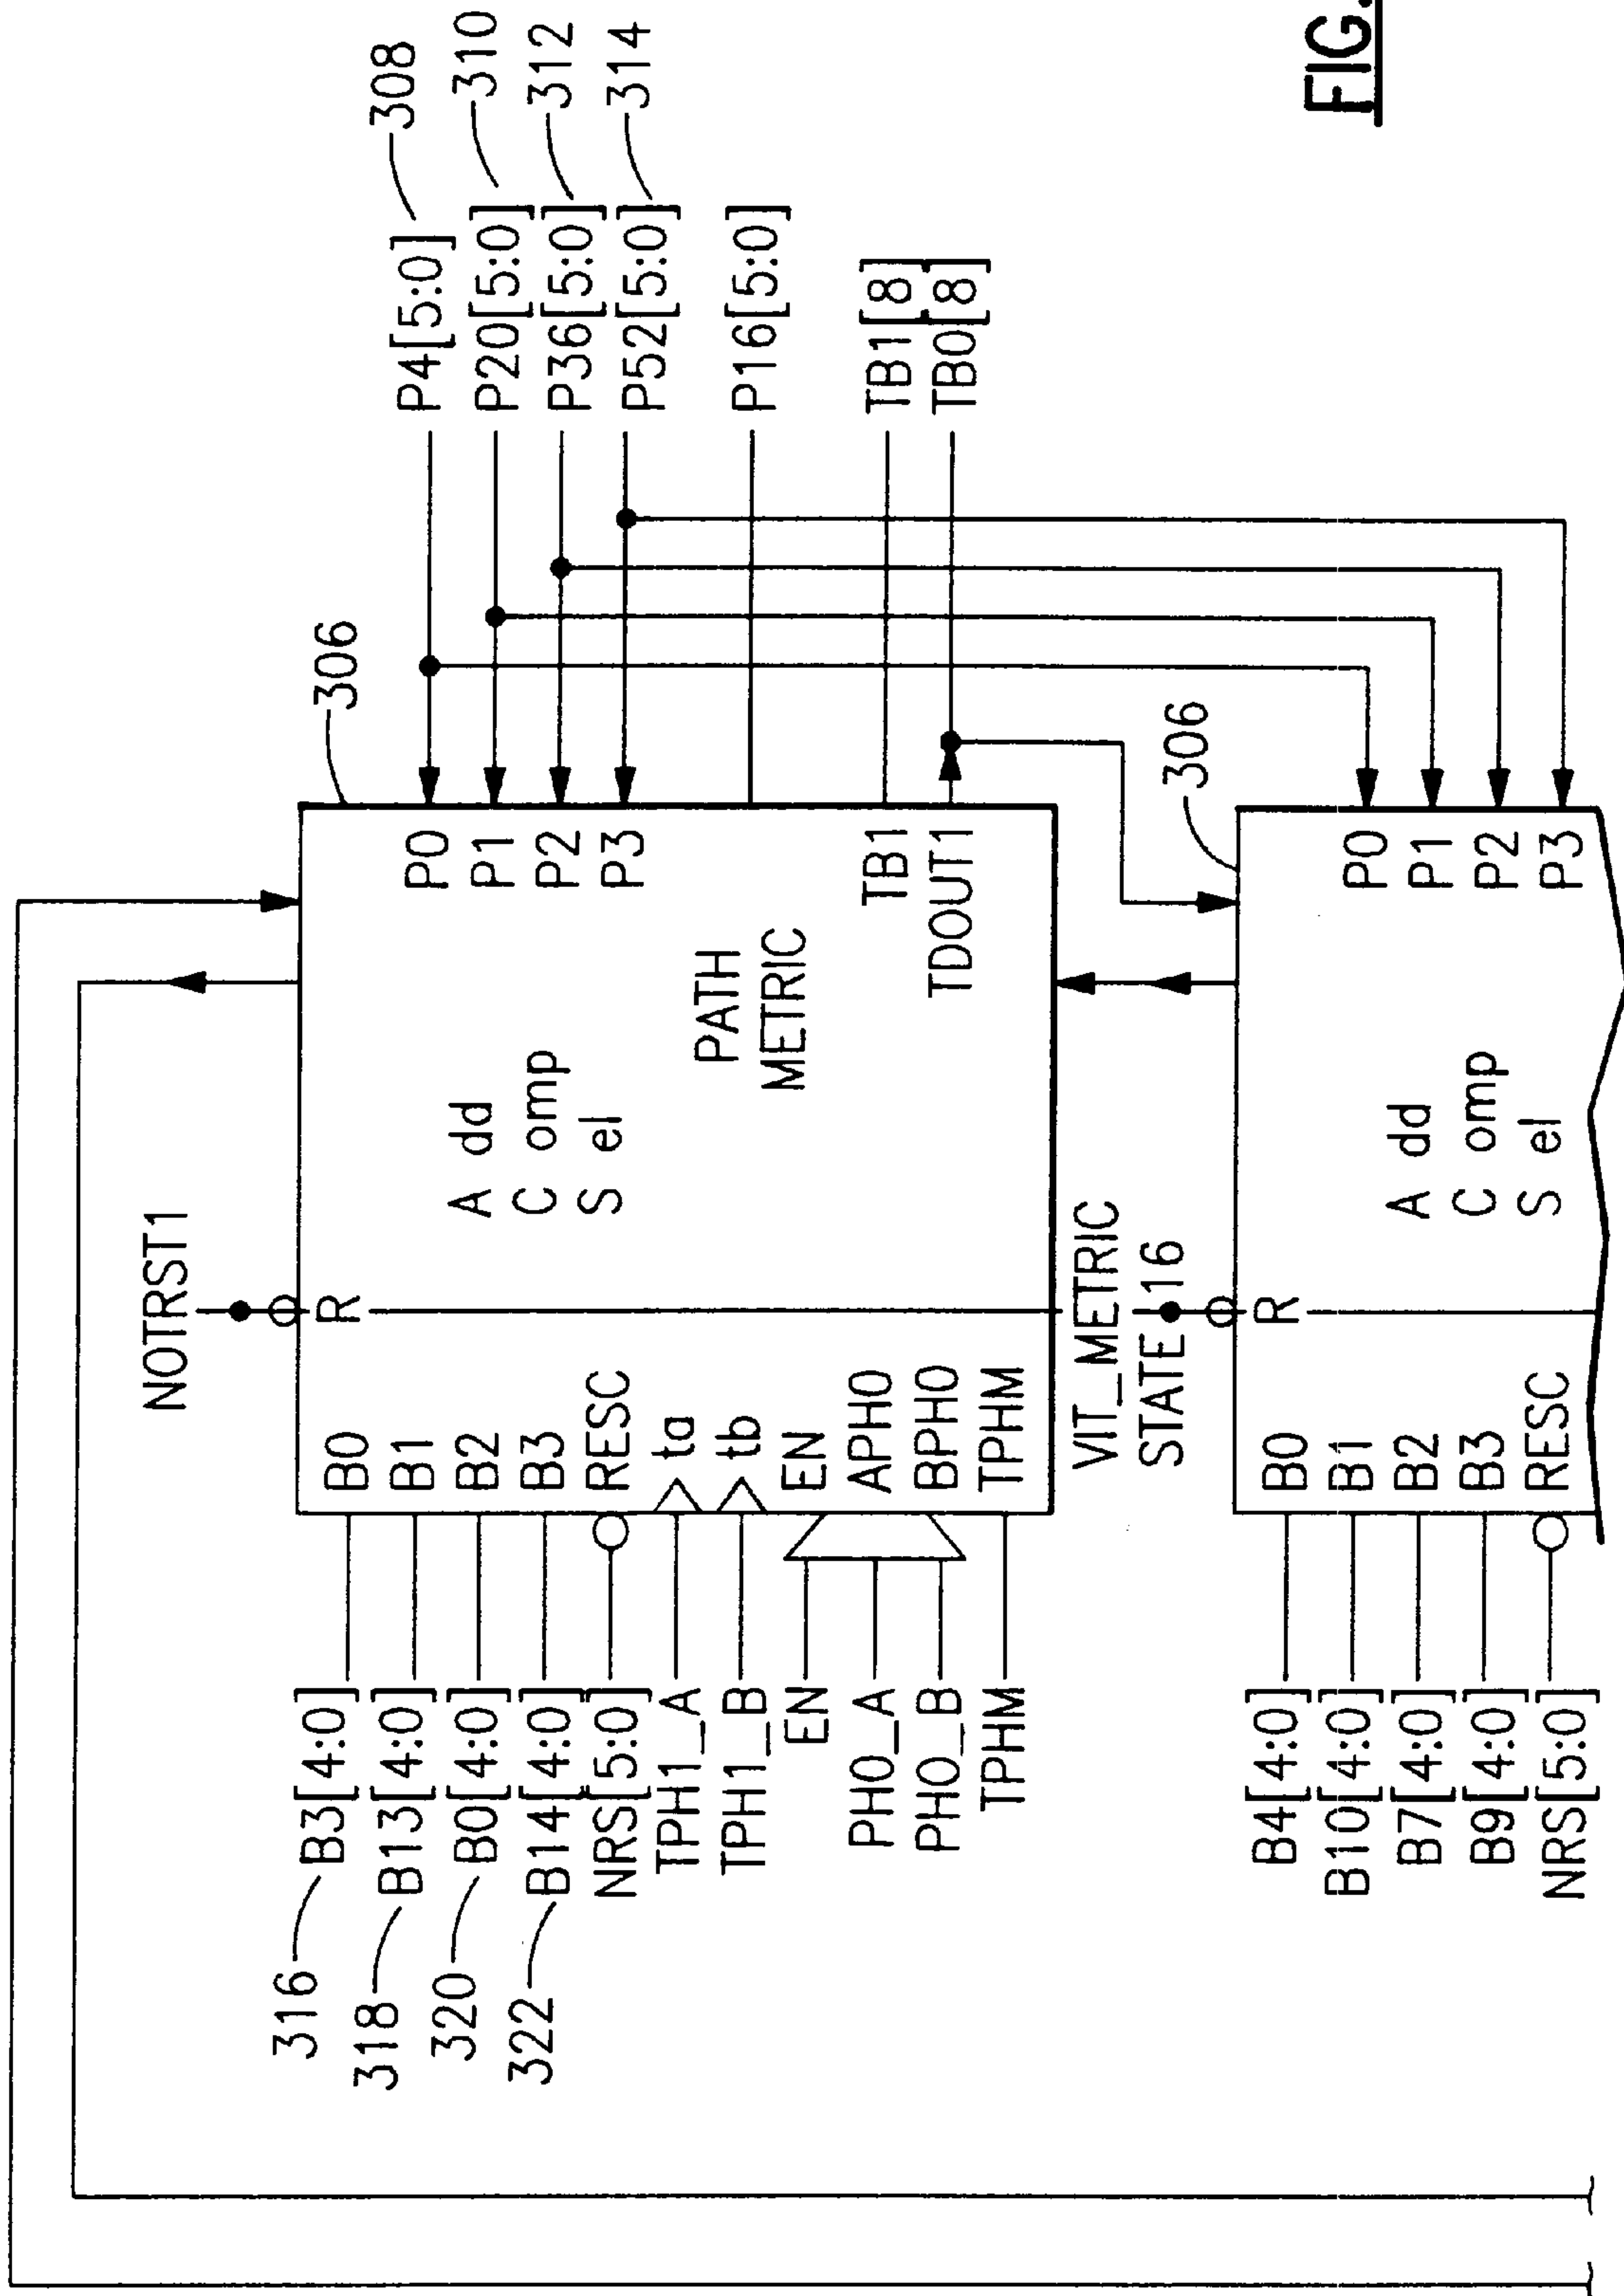 NOTRST1
316
B3[4:0]
318
B13[4:0]
320
B0[4:0]
322
B14[4:0]
NRS[5:0]
TPH1_A
TPH1_B
EN
PH0_A
PH0_B
TPHM
B0
B1
B2
B3
RESC
ta
tb
EN
APH0
BPH0
TPHM
R
A dd
C omp
S el
PATH
METRIC
P0
P1
P2
P3
TB1
TDOUT1
306
P4[5:0]
308
P20[5:0]
310
P36[5:0]
312
P52[5:0]
314
P16[5:0]
TB1[8]
TB0[8]
VIT_METRIC
STATE 16
306
B4[4:0]
B10[4:0]
B7[4:0]
B9[4:0]
NRS[5:0]
B0
B1
B2
B3
RESC
R
A dd
C omp
S el
P0
P1
P2
P3
FIG.